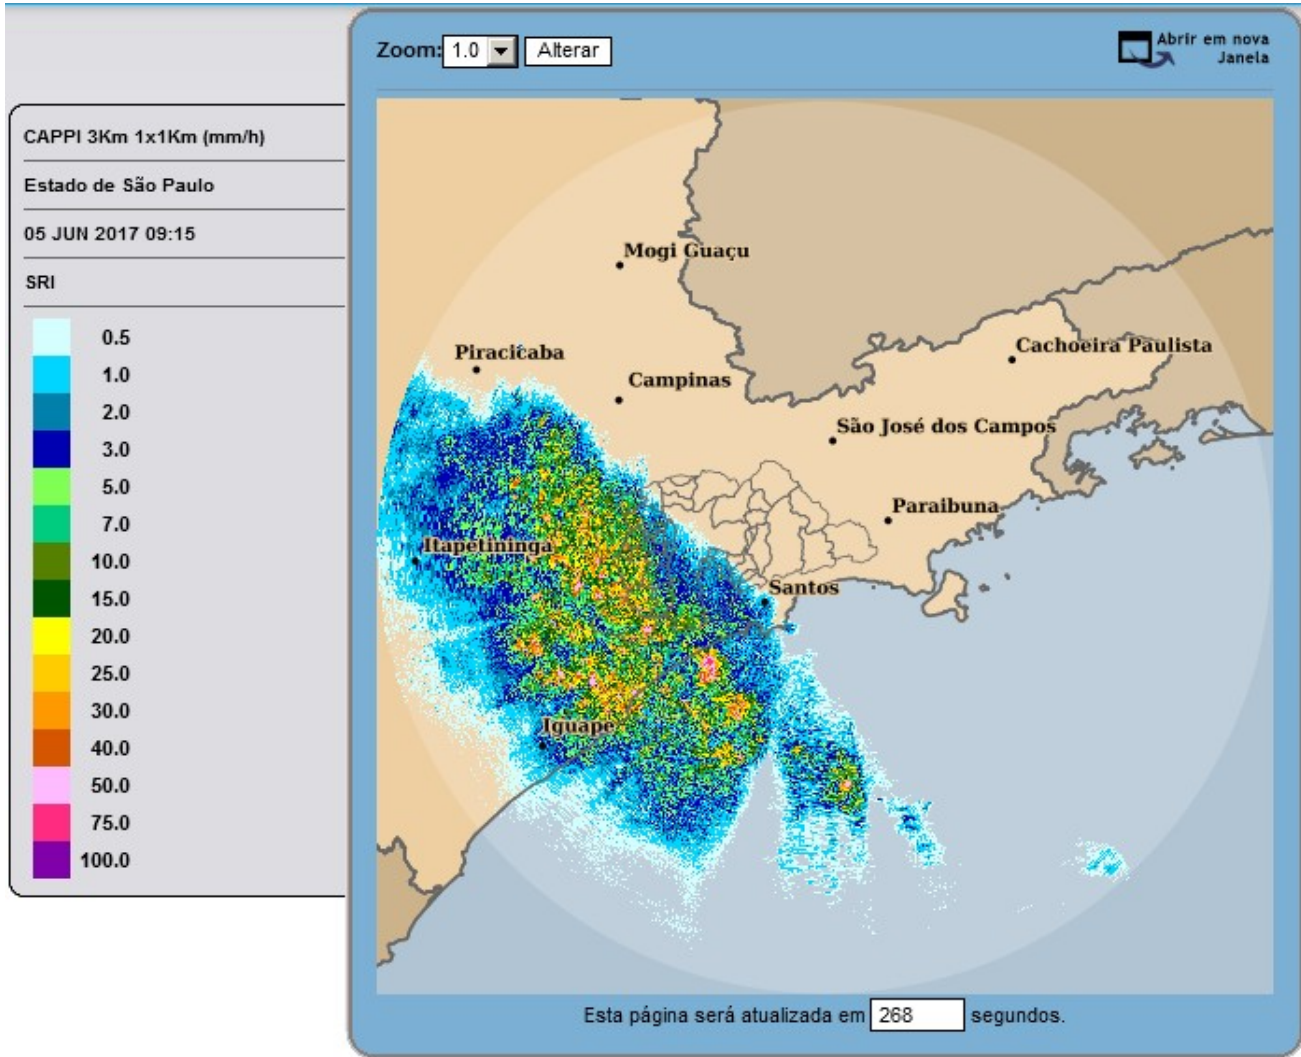 Zoom: 1.0 Alterar
Abrir em nova
Janela
CAPPI 3Km 1x1Km (mm/h)
Estado de São Paulo
05 JUN 2017 09:15
SRI
0.5
1.0
2.0
3.0
5.0
7.0
10.0
15.0
20.0
25.0
30.0
40.0
50.0
75.0
100.0
Mogi Guaçu
Piracicaba
Cachoeira Paulista
Campinas
São José dos Campos
Paraibuna
Itapetininga
Santos
Iguape
Esta página será atualizada em 268 segundos.